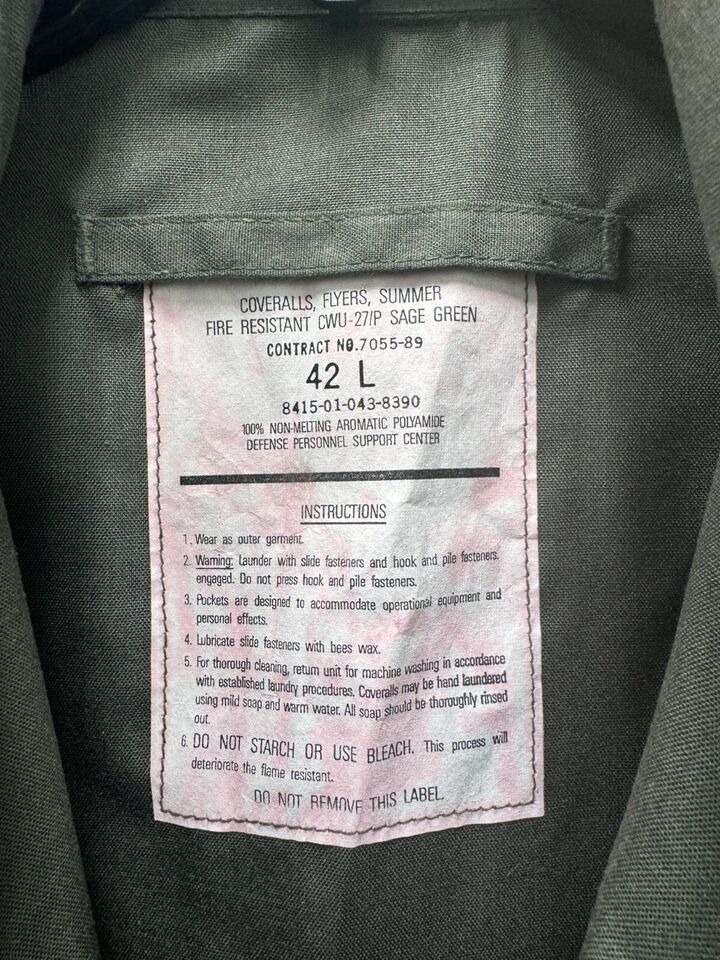 COVERALLS, FLYERS, SUMMER
FIRE RESISTANT CWU-27/P SAGE GREEN
CONTRACT NO.7055-89
42 L
8415-01-043-8390
100% NON-MELTING AROMATIC POLYAMIDE
DEFENSE PERSONNEL SUPPORT CENTER
INSTRUCTIONS
1. Wear as outer garment.
2. Warning: Launder with slide fasteners and hook and pile fasteners.
engaged. Do not press hook and pile fasteners.
3. Pockets are designed to accommodate operational equipment and
personal effects.
4. Lubricate slide fasteners with bees wax.
5. For thorough cleaning, return unit for machine washing in accordance
with established laundry procedures. Coveralls may be hand laundered
using mild soap and warm water. All soap should be thoroughly rinsed
out.
6. DO NOT STARCH OR USE BLEACH. This process will
deteriorate the flame resistant.
DO NOT REMOVE THIS LABEL.